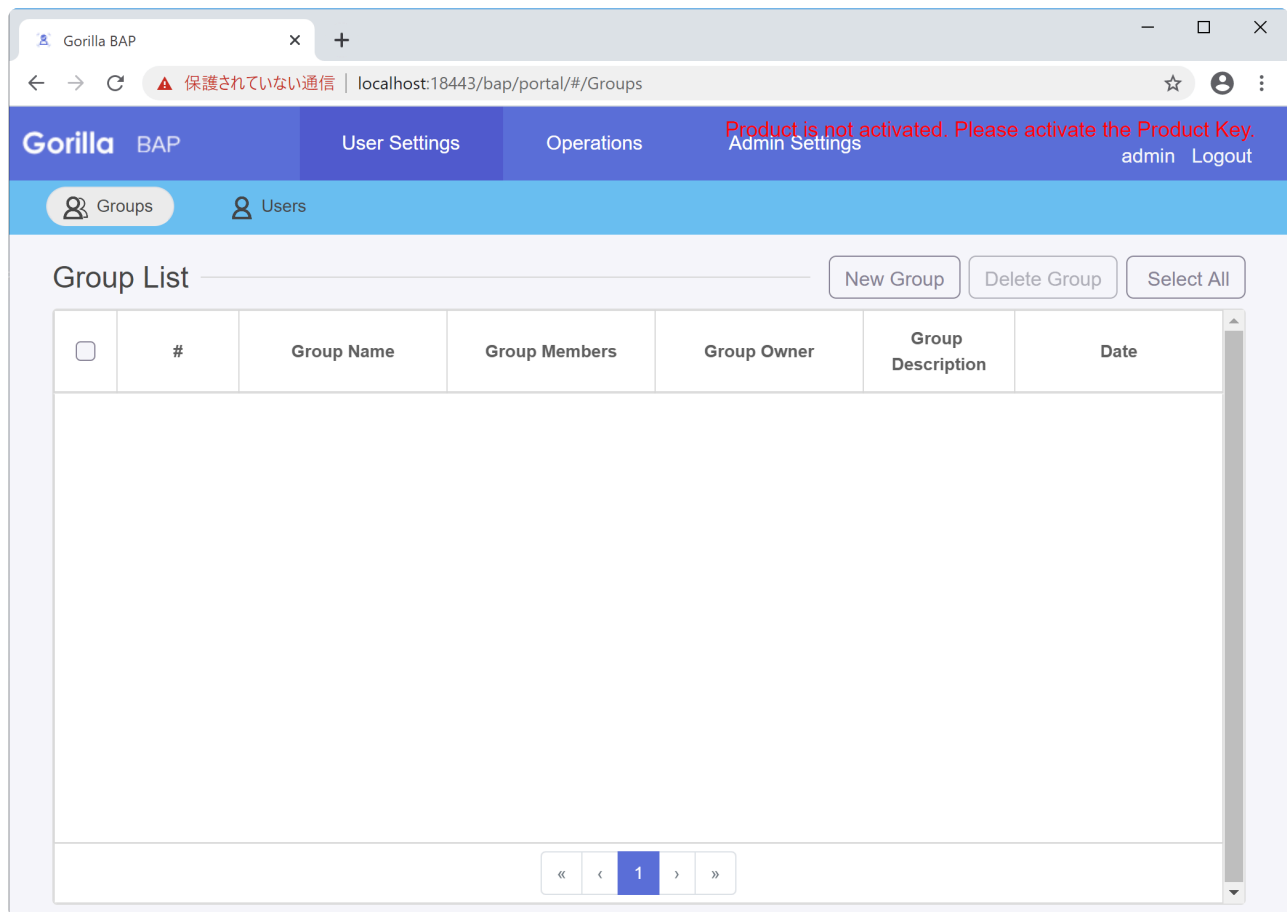 Gorilla BAP
保護されていない通信 | localhost:18443/bap/portal/#/Groups
Product is not activated. Please activate the Product Key.
Gorilla BAP User Settings Operations Admin Settings
admin Logout
Groups Users
Group List New Group Delete Group Select All
# Group Name Group Members Group Owner Group Description Date
« ‹ 1 › »